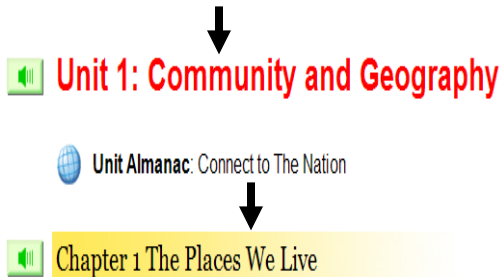 Unit 1: Community and Geography
Unit Almanac: Connect to The Nation
Chapter 1 The Places We Live